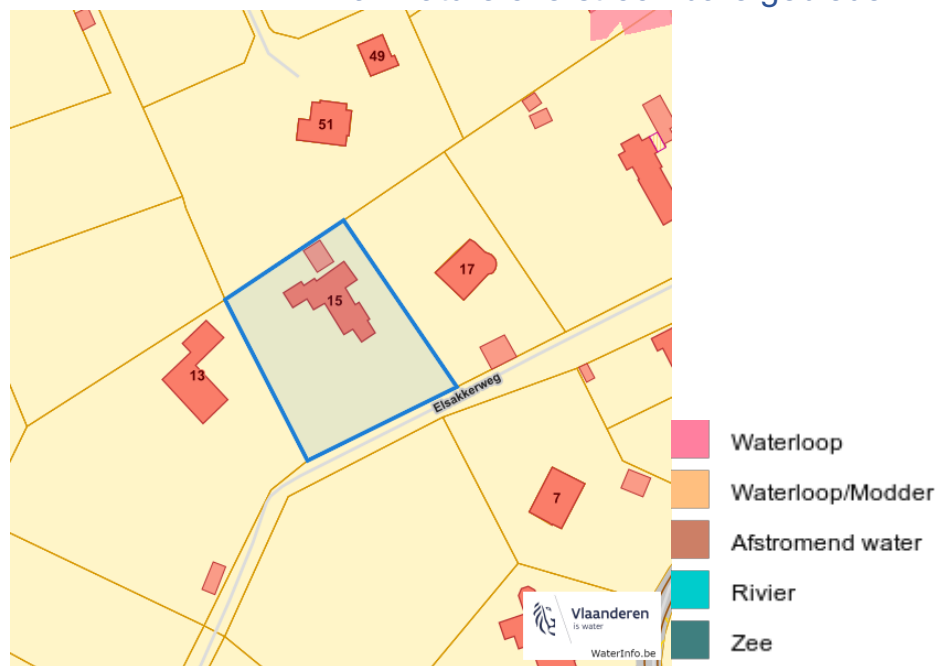 49
51
17
15
13
Elsakkerweg
7
Waterloop
Waterloop/Modder
Afstromend water
Rivier
Zee
Vlaanderen
is water
WaterInfo.be